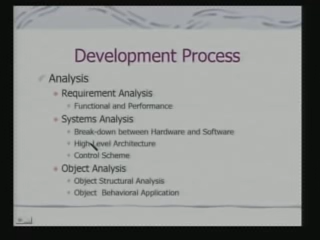 Development Process
Analysis
Requirement Analysis
Functional and Performance
Systems Analysis
Break-down between Hardware and Software
High Level Architecture
Control Scheme
Object Analysis
Object Structural Analysis
Object Behavioral Application